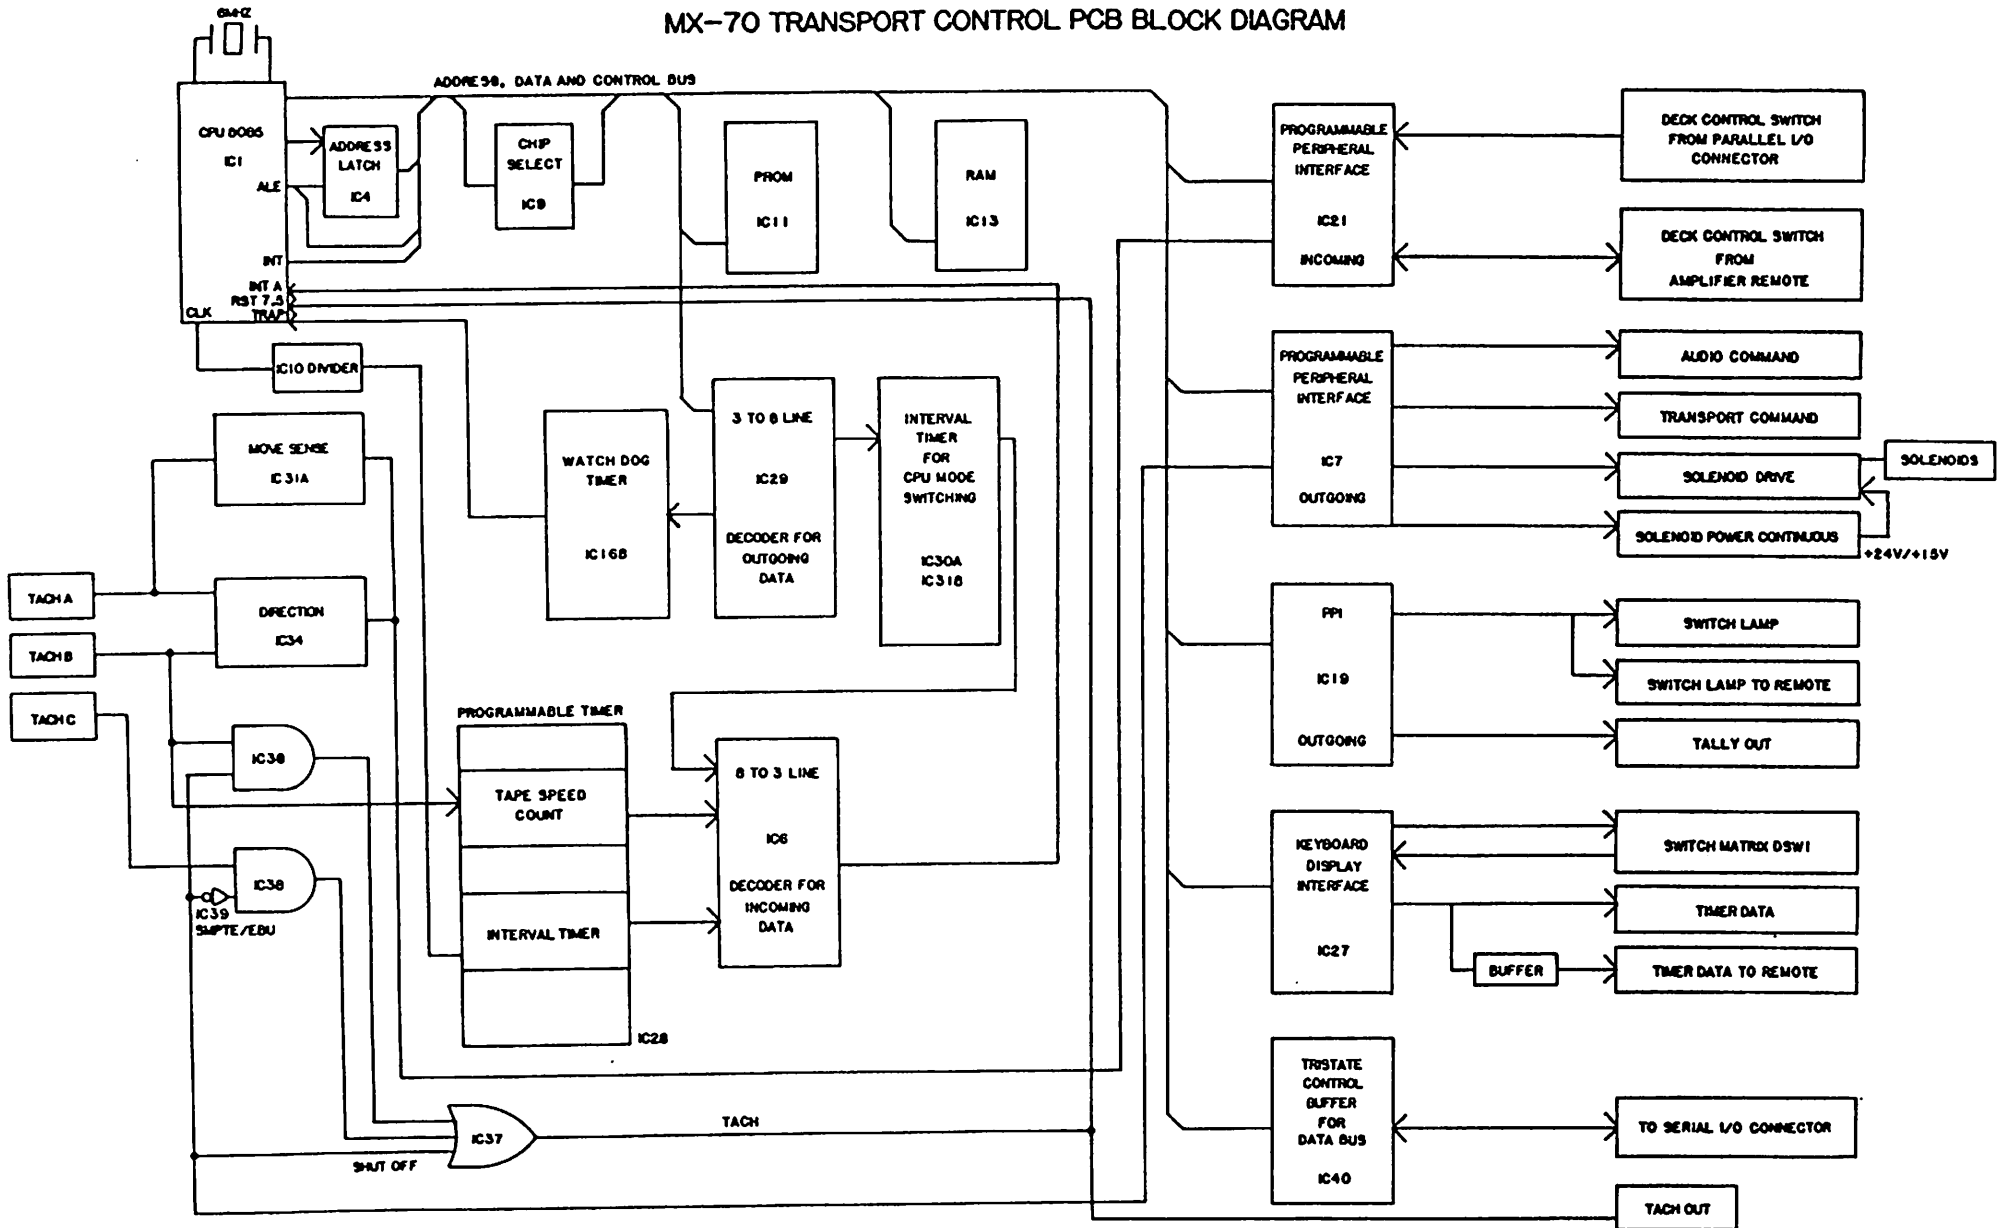 MX-70 TRANSPORT CONTROL PCB BLOCK DIAGRAM
6MHZ
ADDRESS, DATA AND CONTROL BUS
CPU 8085
IC1
ALE
INT
INT A
RST 7.5
TRAP
CLK
ADDRESS
LATCH
IC4
CHIP
SELECT
IC9
PROM
IC11
RAM
IC13
IC10 DIVIDER
MOVE SENSE
IC31A
DIRECTION
IC34
TACH A
TACH B
TACH C
WATCH DOG
TIMER
IC16B
3 TO 8 LINE
IC29
DECODER FOR
OUTGOING
DATA
INTERVAL
TIMER
FOR
CPU MODE
SWITCHING
IC30A
IC31B
PROGRAMMABLE TIMER
TAPE SPEED
COUNT
INTERVAL TIMER
IC28
8 TO 3 LINE
IC6
DECODER FOR
INCOMING
DATA
IC38
IC38
IC39
SMPTE/EBU
IC37
SHUT OFF
TACH
PROGRAMMABLE
PERIPHERAL
INTERFACE
IC21
INCOMING
DECK CONTROL SWITCH
FROM PARALLEL I/O
CONNECTOR
DECK CONTROL SWITCH
FROM
AMPLIFIER REMOTE
PROGRAMMABLE
PERIPHERAL
INTERFACE
IC7
OUTGOING
AUDIO COMMAND
TRANSPORT COMMAND
SOLENOID DRIVE
SOLENOIDS
SOLENOID POWER CONTINUOUS
+24V/+15V
PPI
IC19
OUTGOING
SWITCH LAMP
SWITCH LAMP TO REMOTE
TALLY OUT
KEYBOARD
DISPLAY
INTERFACE
IC27
SWITCH MATRIX DSW1
TIMER DATA
BUFFER
TIMER DATA TO REMOTE
TRISTATE
CONTROL
BUFFER
FOR
DATA BUS
IC40
TO SERIAL I/O CONNECTOR
TACH OUT